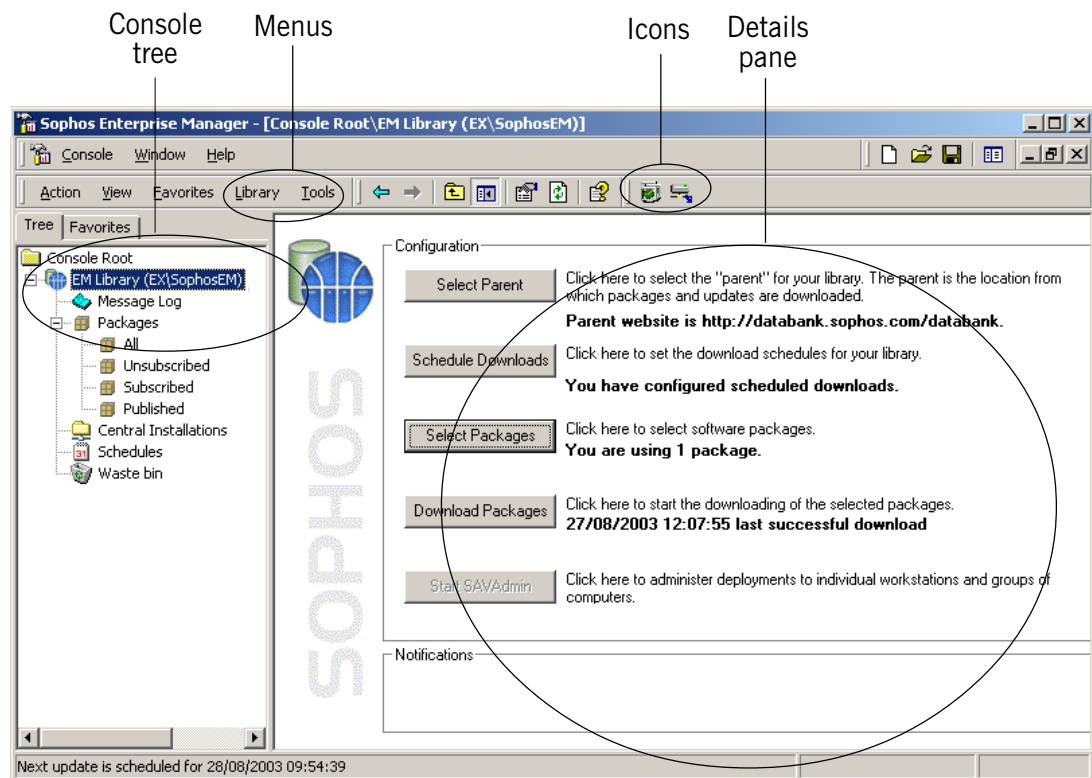 Console
tree
Menus
Icons
Details
pane
Sophos Enterprise Manager - [Console Root\EM Library (EX\SophosEM)]
Console Window Help
Action View Favorites Library Tools
Tree Favorites
Console Root
EM Library (EX\SophosEM)
Message Log
Packages
All
Unsubscribed
Subscribed
Published
Central Installations
31 Schedules
Waste bin
SOPHOS
Configuration
Select Parent
Click here to select the "parent" for your library. The parent is the location from
which packages and updates are downloaded.
Parent website is http://databank.sophos.com/databank.
Schedule Downloads
Click here to set the download schedules for your library.
You have configured scheduled downloads.
Select Packages
Click here to select software packages.
You are using 1 package.
Download Packages
Click here to start the downloading of the selected packages.
27/08/2003 12:07:55 last successful download
Start SAVAdmin
Click here to administer deployments to individual workstations and groups of
computers.
Notifications
Next update is scheduled for 28/08/2003 09:54:39